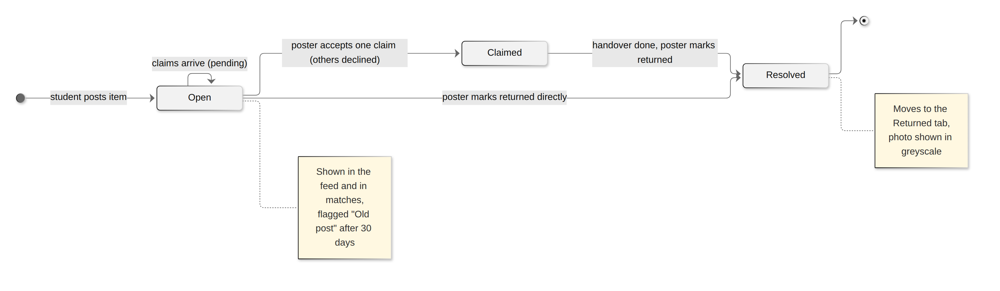 student posts item
claims arrive (pending)
Open
poster accepts one claim
(others declined)
Claimed
handover done, poster marks
returned
poster marks returned directly
Resolved
Shown in the
feed and in
matches,
flagged "Old
post" after 30
days
Moves to the
Returned tab,
photo shown in
greyscale